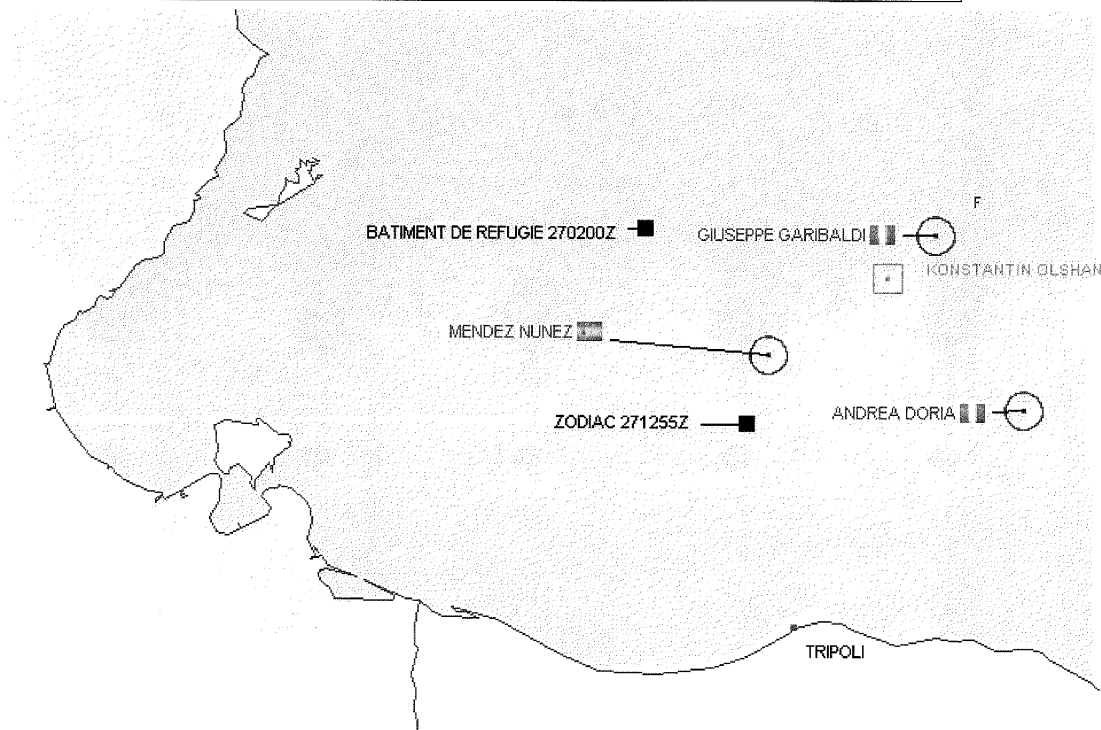 F
BATIMENT DE REFUGIE 270200Z
GIUSEPPE GARIBALDI
KONSTANTIN OLSHAN
MENDEZ NUNEZ
ANDREA DORIA
ZODIAC 271255Z
TRIPOLI